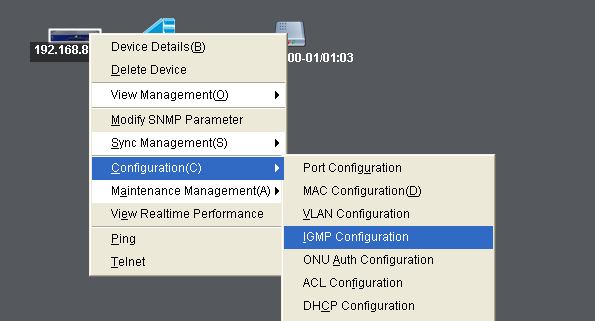 192.168.8
00-01/01:03
Device Details(B)
Delete Device
View Management(O)
Modify SNMP Parameter
Sync Management(S)
Configuration(C)
Maintenance Management(A)
View Realtime Performance
Ping
Telnet
Port Configuration
MAC Configuration(D)
VLAN Configuration
IGMP Configuration
ONU Auth Configuration
ACL Configuration
DHCP Configuration